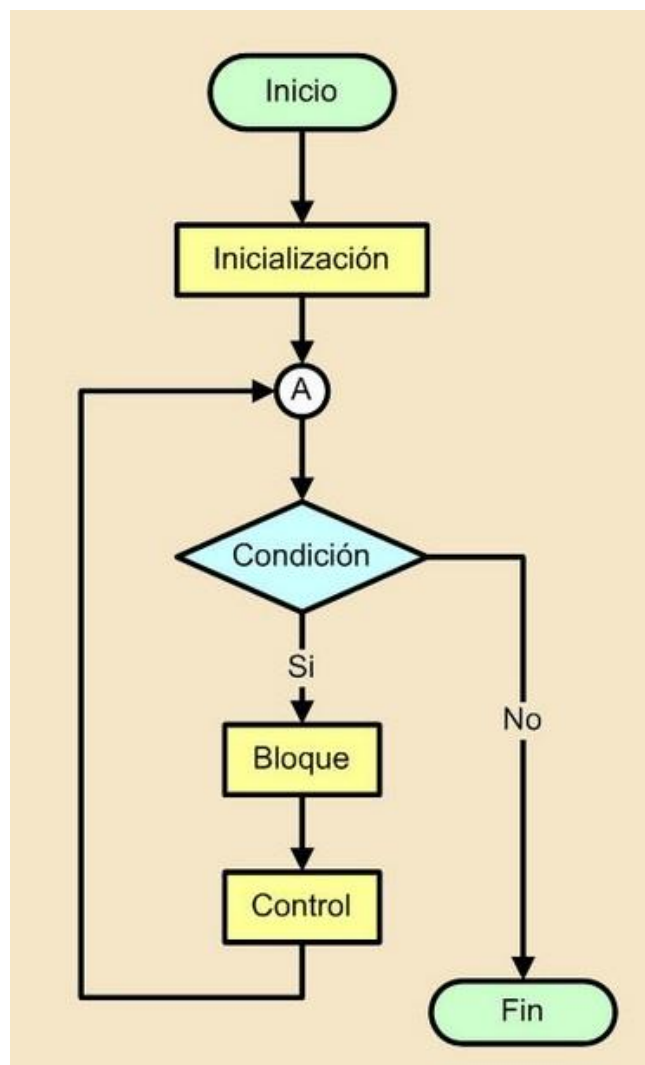 Inicio
Inicialización
A
Condición
Si
No
Bloque
Control
Fin